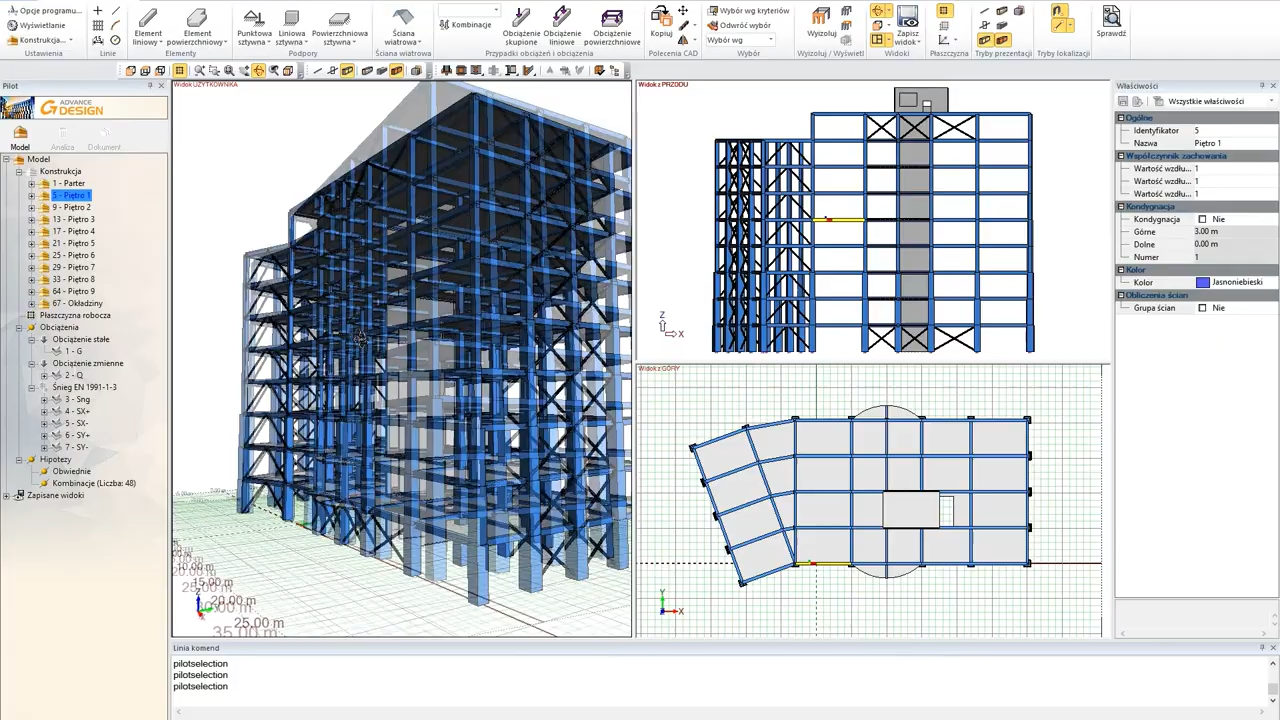 Opcje programu...
Wyświetlanie
Konstrukcja...
Ustawienia
Linie
Element liniowy
Element powierzchniowy
Elementy
Punktowa sztywna
Liniowa sztywna
Powierzchniowa sztywna
Podpory
Ściana wiatrowa
Ściana wiatrowa
Kombinacje
Obciążenie skupione
Obciążenie liniowe
Obciążenie powierzchniowe
Przypadki obciążeń i obciążenia
Kopiuj
Polecenia CAD
Wybór wg kryteriów
Odwróć wybór
Wybór wg
Wybór
Wyizoluj
Wyizoluj / Wyświetl
Zapisz widok
Widoki
Płaszczyzna
Tryby prezentacji
Tryby lokalizacji
Sprawdź
Pilot
ADVANCE
DESIGN
Model
Analiza
Dokument
Model
Konstrukcja
1 - Parter
5 - Piętro 1
9 - Piętro 2
13 - Piętro 3
17 - Piętro 4
21 - Piętro 5
25 - Piętro 6
29 - Piętro 7
33 - Piętro 8
64 - Piętro 9
67 - Okładziny
Płaszczyzna robocza
Obciążenia
Obciążenie stałe
1 - G
Obciążenie zmienne
2 - Q
Śnieg EN 1991-1-3
3 - Sng
4 - SX+
5 - SX-
6 - SY+
7 - SY-
Hipotezy
Obwiednie
Kombinacje (Liczba: 48)
Zapisane widoki
Widok UŻYTKOWNIKA
10.00 m
15.00 m
20.00 m
25.00 m
25.00 m
35.00 m
Z
Widok z PRZODU
Z
X
Widok z GÓRY
Y
Z
X
Właściwości
Wszystkie właściwości
Ogólne
Identyfikator 5
Nazwa Piętro 1
Współczynnik zachowania
Wartość wzdłu... 1
Wartość wzdłu... 1
Wartość wzdłu... 1
Kondygnacja
Kondygnacja Nie
Górne 3.00 m
Dolne 0.00 m
Numer 1
Kolor
Kolor Jasnoniebieski
Obliczenia ścian
Grupa ścian Nie
Linia komend
pilotselection
pilotselection
pilotselection